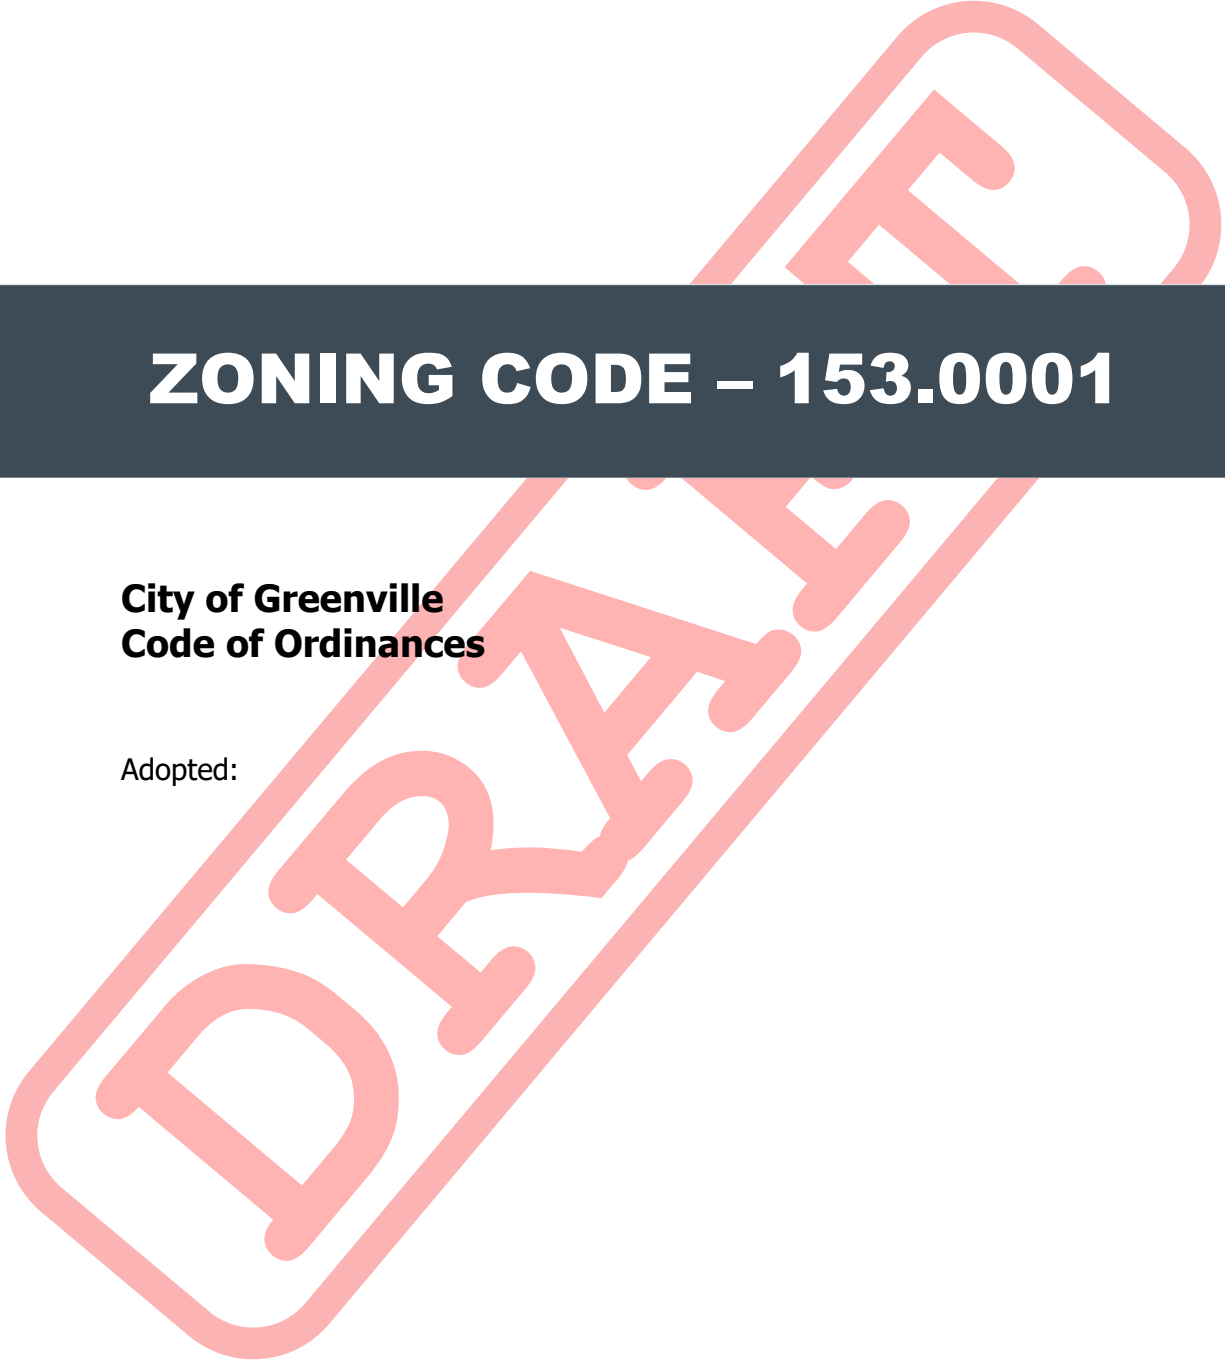 ZONING CODE – 153.0001
City of Greenville
Code of Ordinances
Adopted:
DRAFT